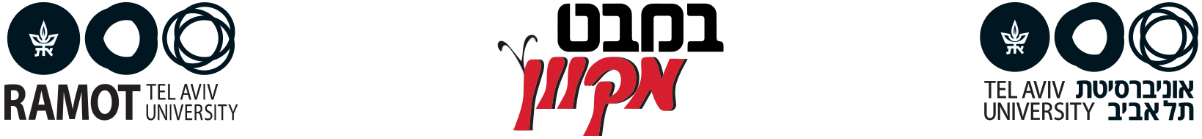 RAMOT TEL AVIV UNIVERSITY
במבט
מקוון
TEL AVIV UNIVERSITY
אוניברסיטת
תל אביב